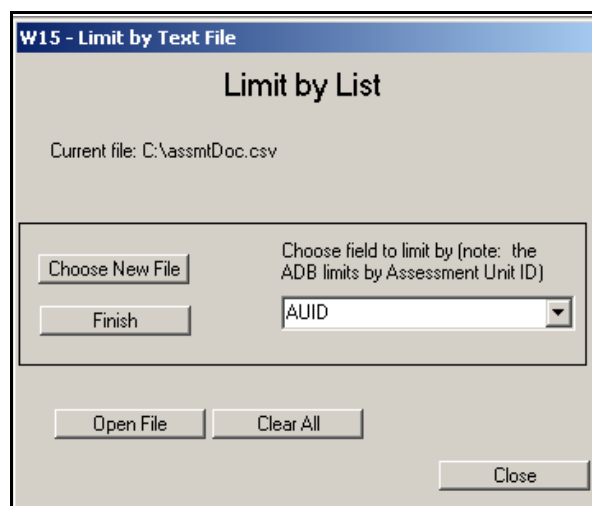 W15 - Limit by Text File
Limit by List
Current file: C:\assmtDoc.csv
Choose New File
Finish
Choose field to limit by (note:  the
ADB limits by Assessment Unit ID)
AUID
Open File
Clear All
Close